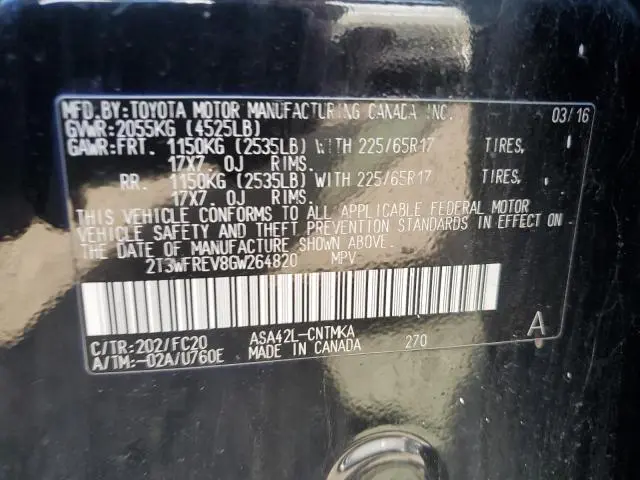 MFD.BY:TOYOTA MOTOR MANUFACTURING CANADA INC. 03/16
GVWR:2055KG (4525LB)
GAWR:FRT. 1150KG (2535LB) WITH 225/65R17 TIRES,
17X7.0J RIMS.
RR. 1150KG (2535LB) WITH 225/65R17 TIRES,
17X7.0J RIMS.
THIS VEHICLE CONFORMS TO ALL APPLICABLE FEDERAL MOTOR
VEHICLE SAFETY AND THEFT PREVENTION STANDARDS IN EFFECT ON
THE DATE OF MANUFACTURE SHOWN ABOVE.
2T3WFREV8GW264820 MPV
C/TR:202/FC20 ASA42L-CNTMKA 270 A
A/TM:-02A/U760E MADE IN CANADA